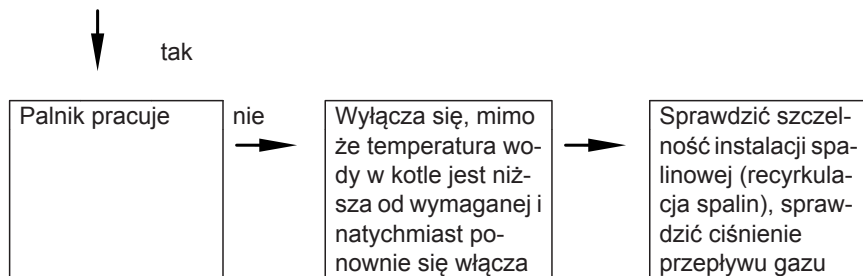 tak
Palnik pracuje
nie
Wyłącza się, mimo
że temperatura wo-
dy w kotle jest niż-
sza od wymaganej i
natychmiast po-
nownie się włącza
Sprawdzić szczel-
ność instalacji spa-
linowej (recyrkula-
cja spalin), spraw-
dzić ciśnienie
przepływu gazu